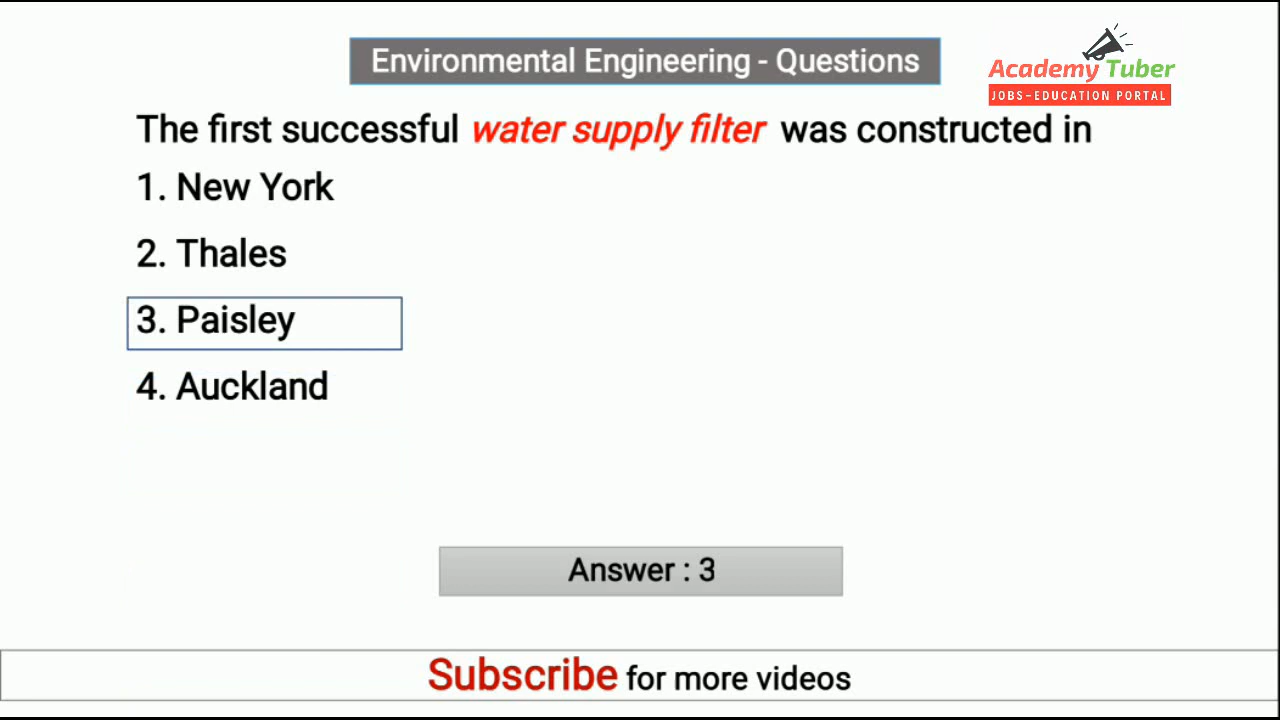 Environmental Engineering - Questions
Academy Tuber
JOBS-EDUCATION PORTAL
The first successful water supply filter was constructed in
1. New York
2. Thales
3. Paisley
4. Auckland
Answer : 3
Subscribe for more videos